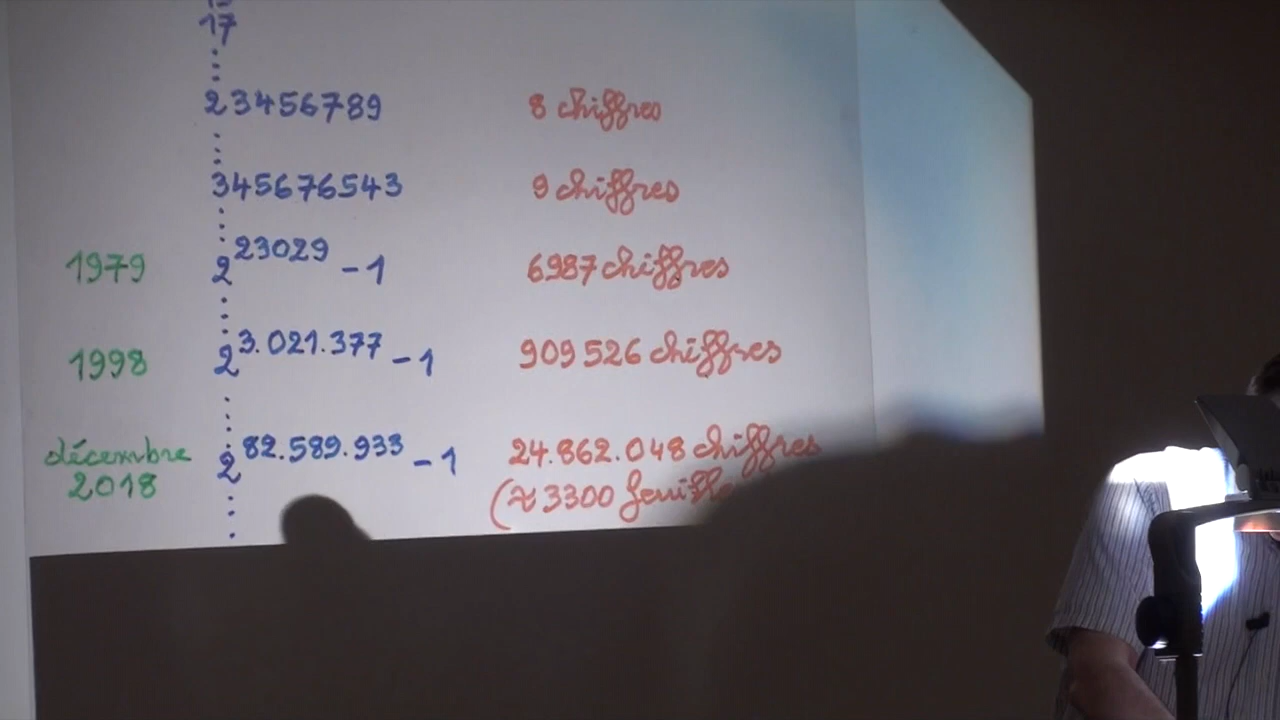 17
23456789 8 chiffres
345676543 9 chiffres
1979 2^23029 - 1 6987 chiffres
1998 2^3.021.377 - 1 909 526 chiffres
décembre 2^82.589.933 - 1 24.862.048 chiffres
2018 (≈ 3300